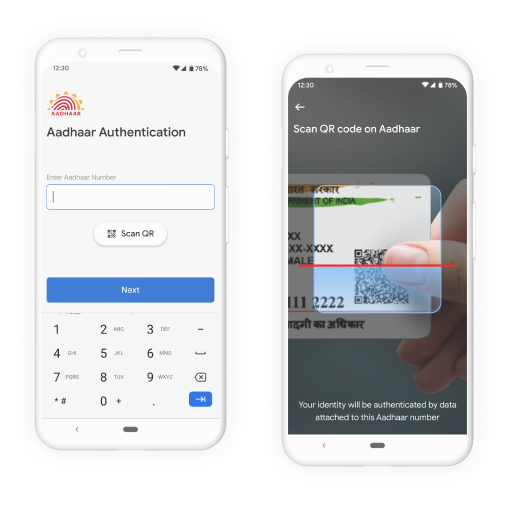 12:30
78%
AADHAAR
Aadhaar Authentication
Enter Aadhaar Number
Scan QR
Next
1
2 ABC
3 DEF
–
4 GHI
5 JKL
6 MNO
7 PQRS
8 TUV
9 WXYZ
* #
0 +
.
12:30
78%
Scan QR code on Aadhaar
सरकार
RNMENT OF INDIA
XX
XX-XXXX
MALE
111 2222
आदमी का अधिकार
Your identity will be authenticated by data
attached to this Aadhaar number